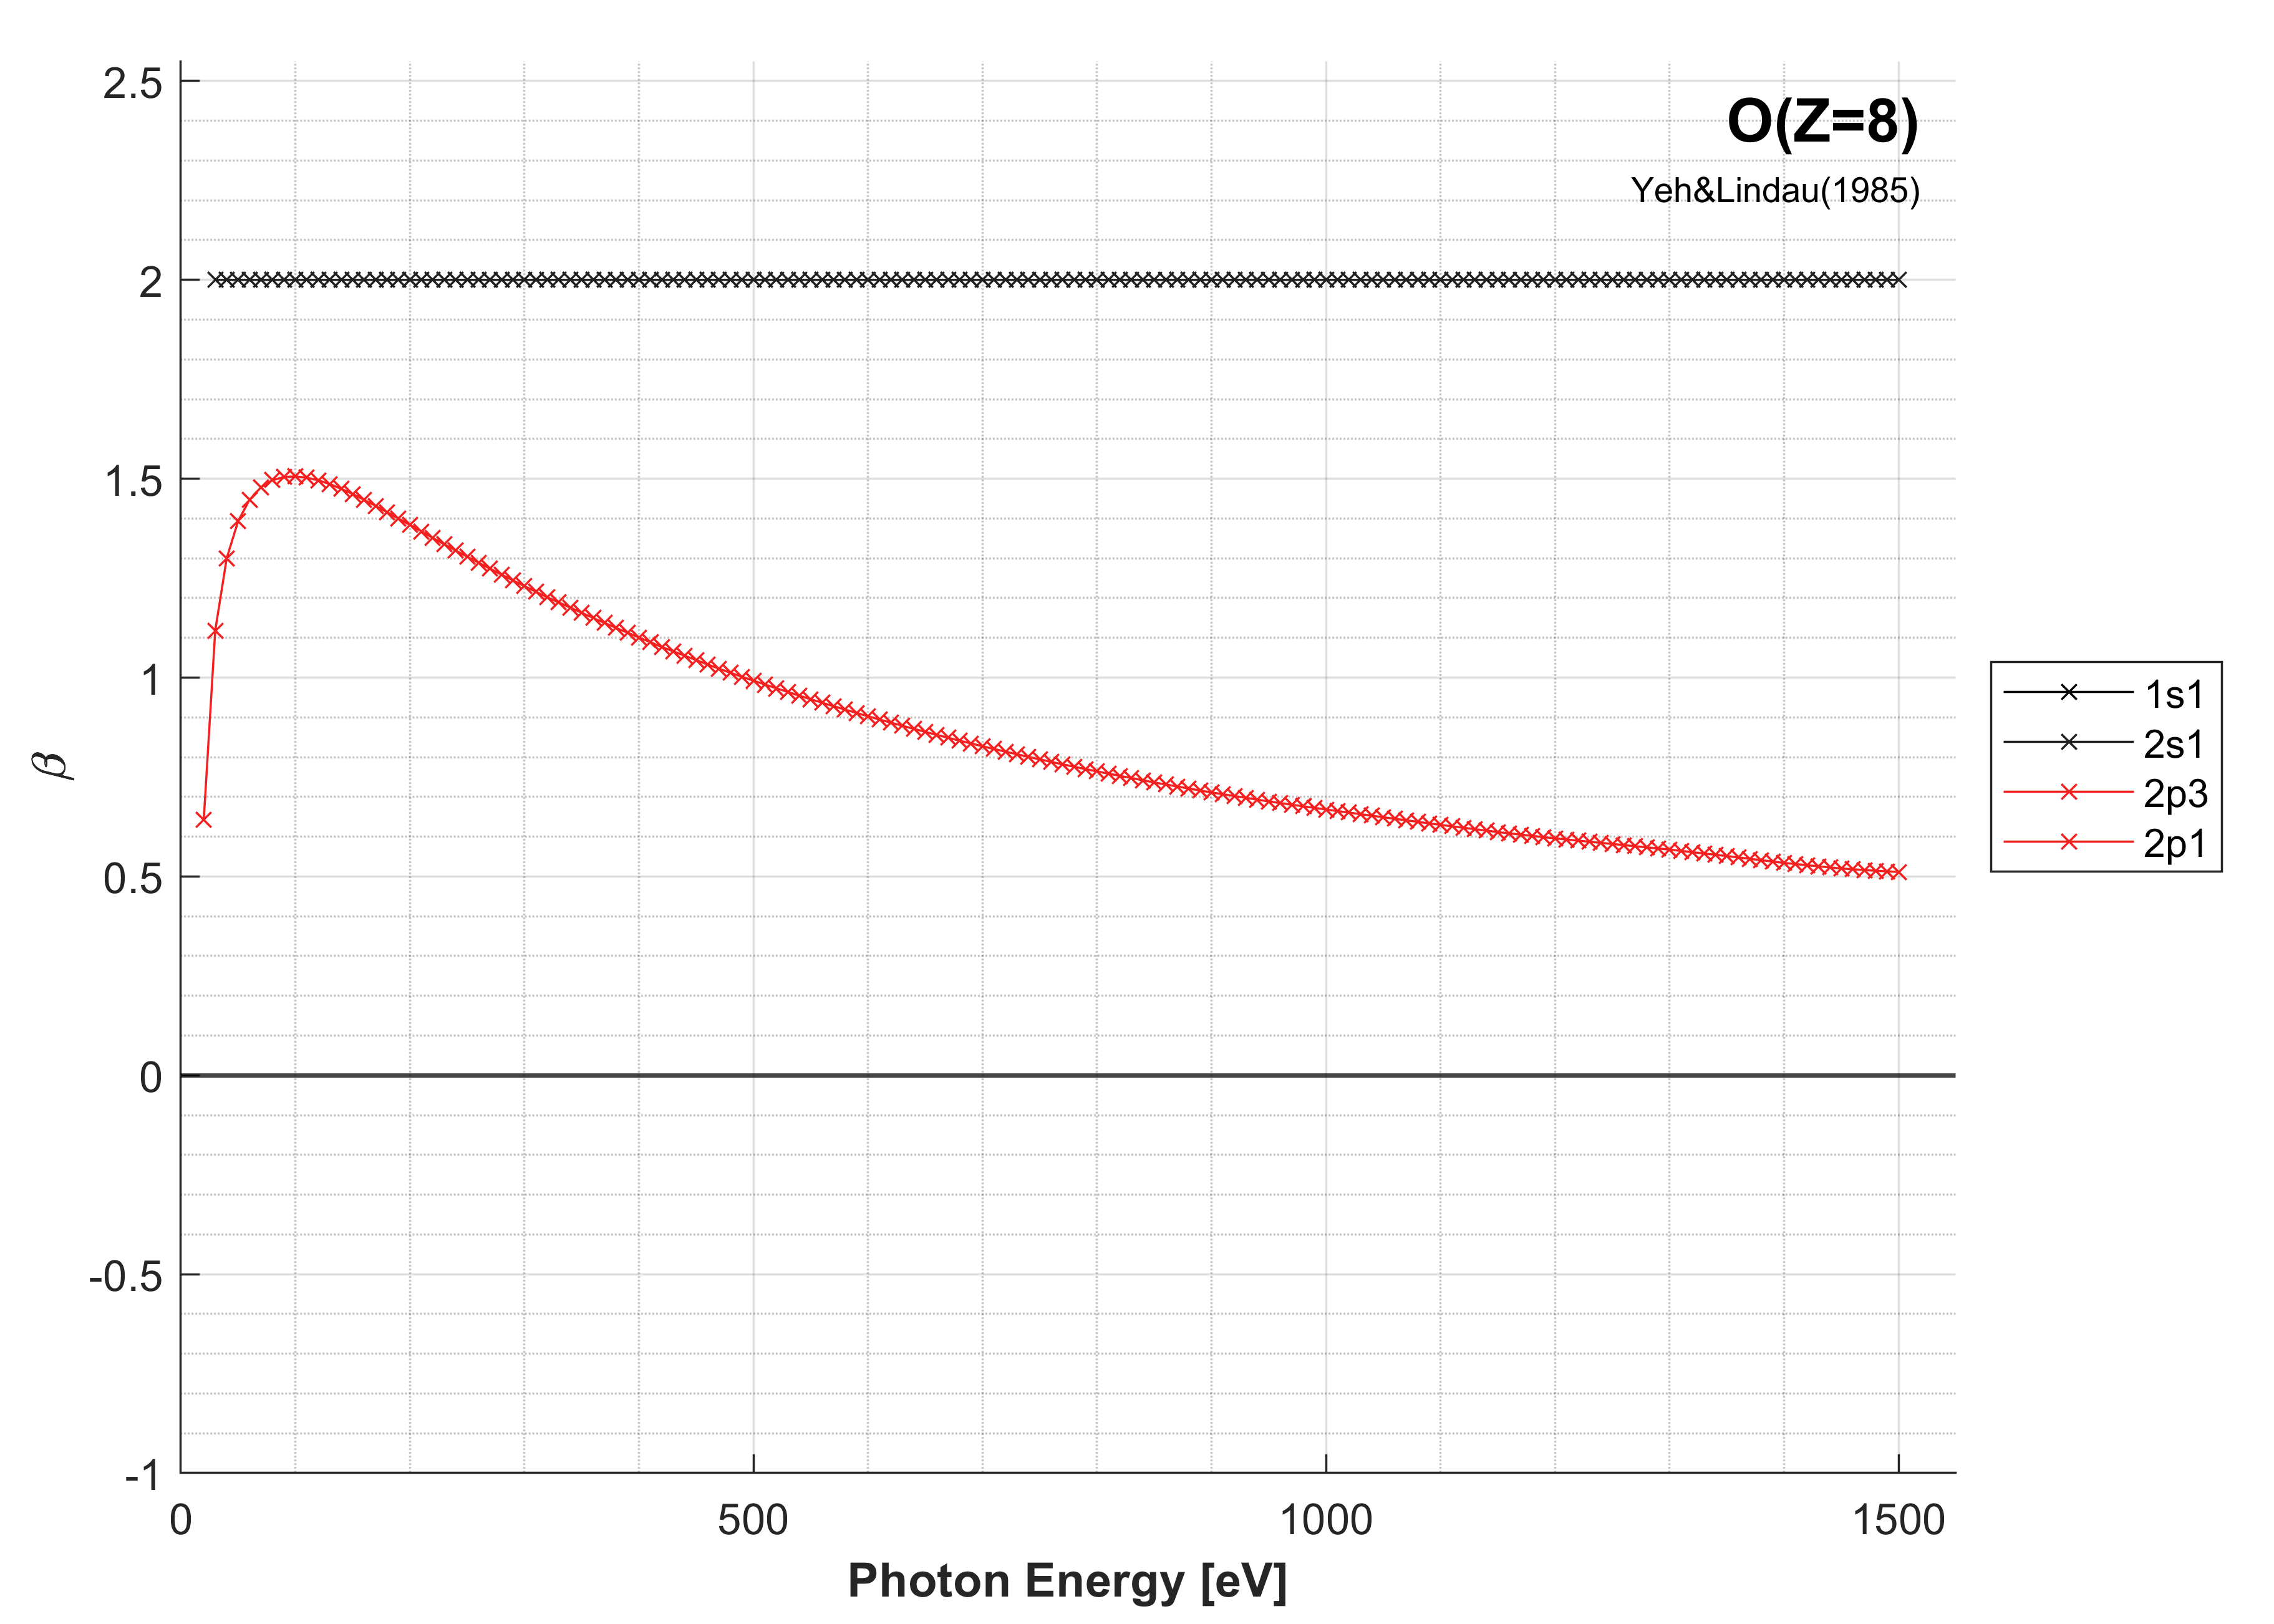 O(Z=8)
Yeh&Lindau(1985)
2.5
2
1.5
1
0.5
0
-0.5
-1
β
0 500 1000 1500
Photon Energy [eV]
1s1
2s1
2p3
2p1